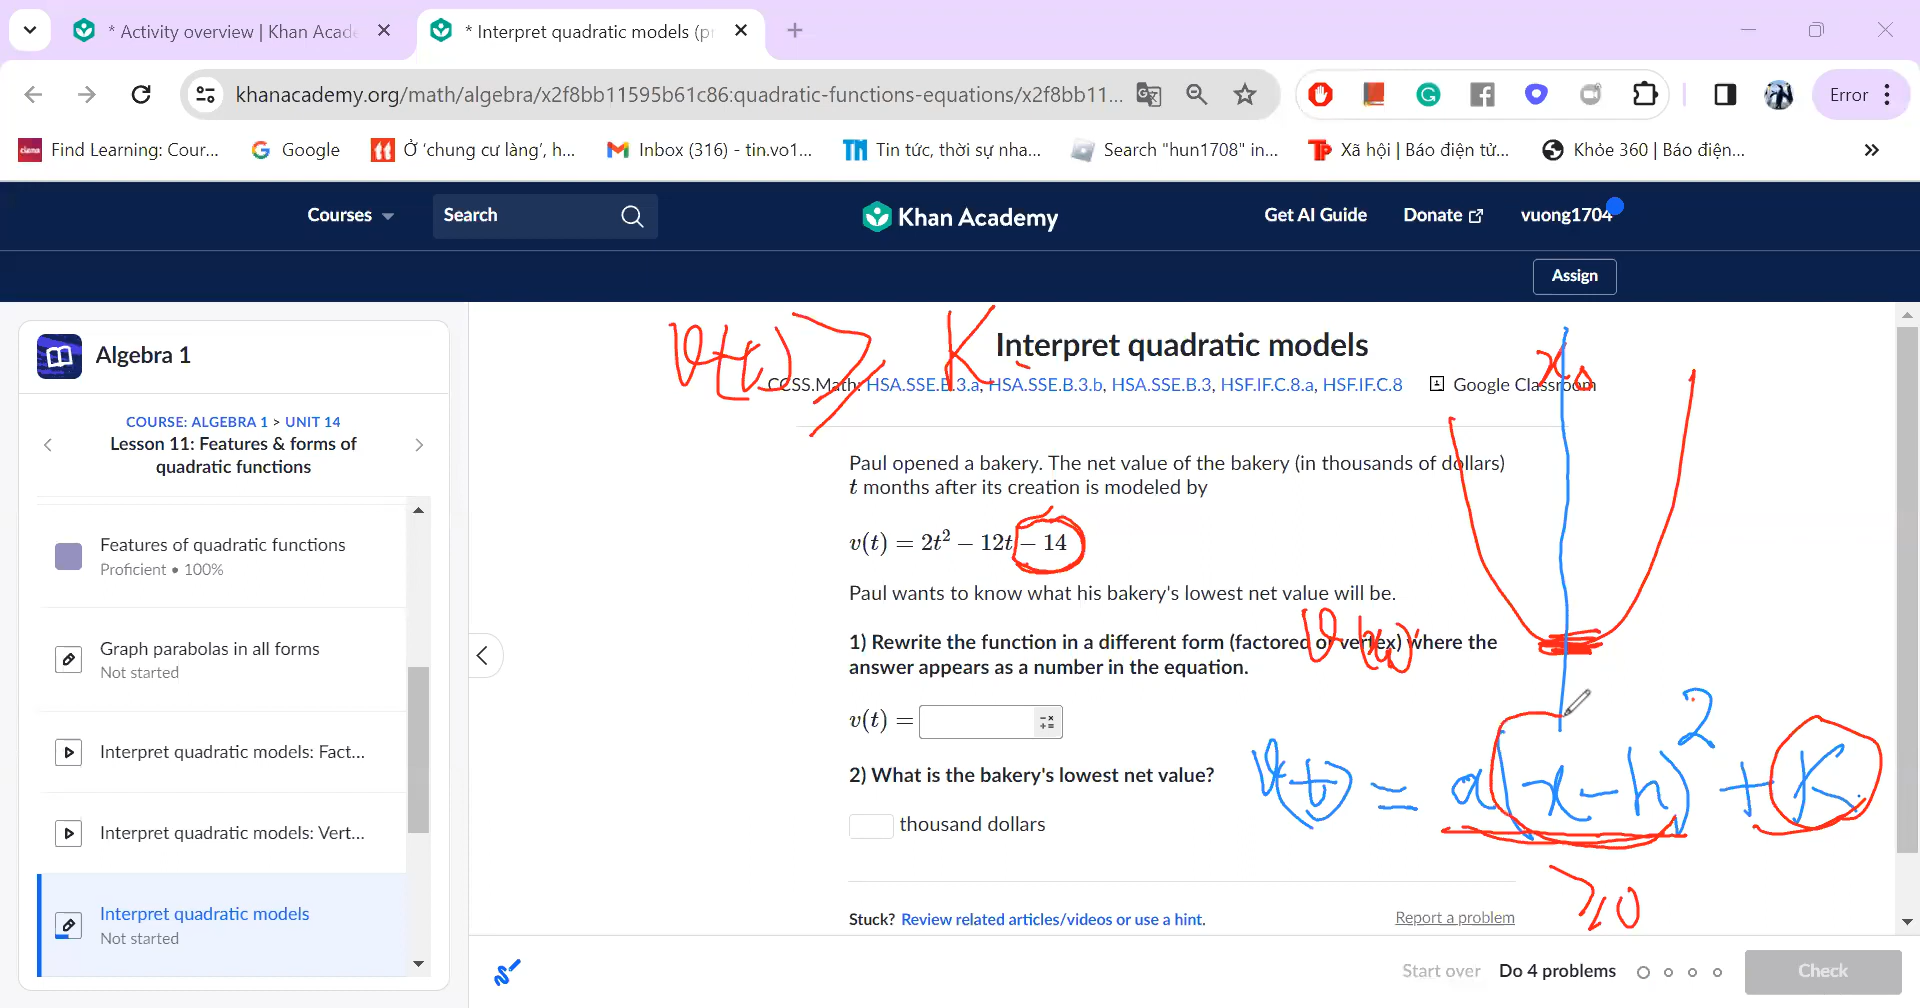 * Activity overview | Khan Acade
* Interpret quadratic models (pr
khanacademy.org/math/algebra/x2f8bb11595b61c86:quadratic-functions-equations/x2f8bb11...
Error
Find Learning: Cour...
Google
Ở 'chung cư làng', h...
Inbox (316) - tin.vo1...
TN Tin tức, thời sự nha...
Search "hun1708" in...
Xã hội | Báo điện tử...
Khỏe 360 | Báo điện...
Courses
Search
Khan Academy
Get AI Guide
Donate
vuong1704
Assign
Algebra 1
COURSE: ALGEBRA 1 > UNIT 14
Lesson 11: Features & forms of
quadratic functions
Features of quadratic functions
Proficient • 100%
Graph parabolas in all forms
Not started
Interpret quadratic models: Fact...
Interpret quadratic models: Vert...
Interpret quadratic models
Not started
v(t) ≥ K
Interpret quadratic models
x₀
CCSS.Math: HSA.SSE.B.3.a, HSA.SSE.B.3.b, HSA.SSE.B.3, HSF.IF.C.8.a, HSF.IF.C.8
Google Classroom
Paul opened a bakery. The net value of the bakery (in thousands of dollars)
t months after its creation is modeled by
v(t) = 2t² − 12t − 14
Paul wants to know what his bakery's lowest net value will be.
1) Rewrite the function in a different form (factored or vertex) where the
answer appears as a number in the equation.
v(t) =
2) What is the bakery's lowest net value?
v(t) = a(x−h)² + K
thousand dollars
≥0
Stuck? Review related articles/videos or use a hint.
Report a problem
Start over
Do 4 problems
Check